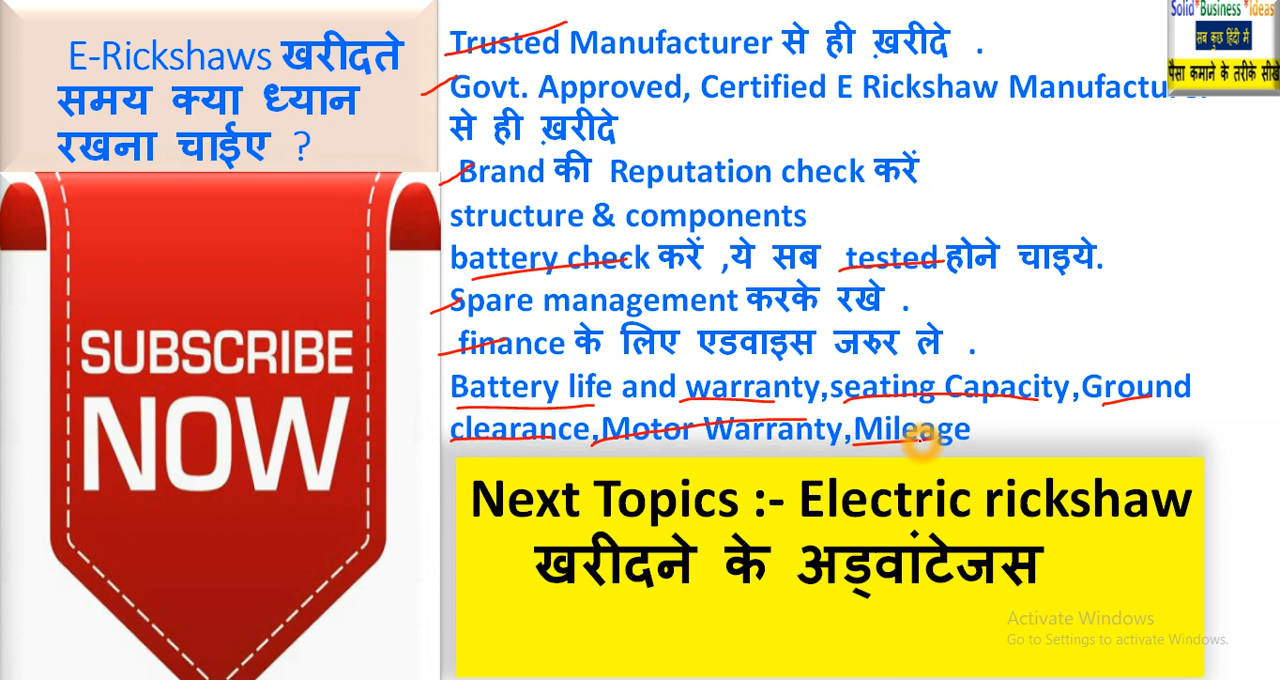 E-Rickshaws खरीदते
समय क्या ध्यान
रखना चाईए ?
Trusted Manufacturer से ही ख़रीदे .
Govt. Approved, Certified E Rickshaw Manufactu
से ही ख़रीदे
Brand की Reputation check करें
structure & components
battery check करें ,ये सब tested होने चाइये.
Spare management करके रखे .
finance के लिए एडवाइस जरुर ले .
Battery life and warranty,seating Capacity,Ground
clearance,Motor Warranty,Mileage
Solid*Business *Ideas
सब कुछ हिंदी में
पैसा कमाने के तरीके सीखे
SUBSCRIBE
NOW
Next Topics :- Electric rickshaw
खरीदने के अड्वांटेजस
Activate Windows
Go to Settings to activate Windows.